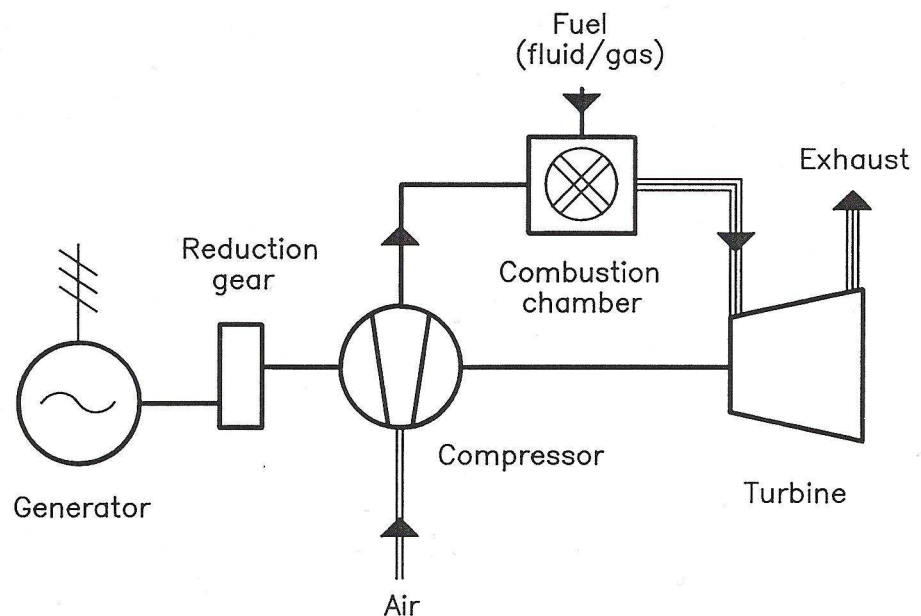 Fuel
(fluid/gas)
Exhaust
Reduction
gear
Combustion
chamber
Compressor
Generator
Turbine
Air